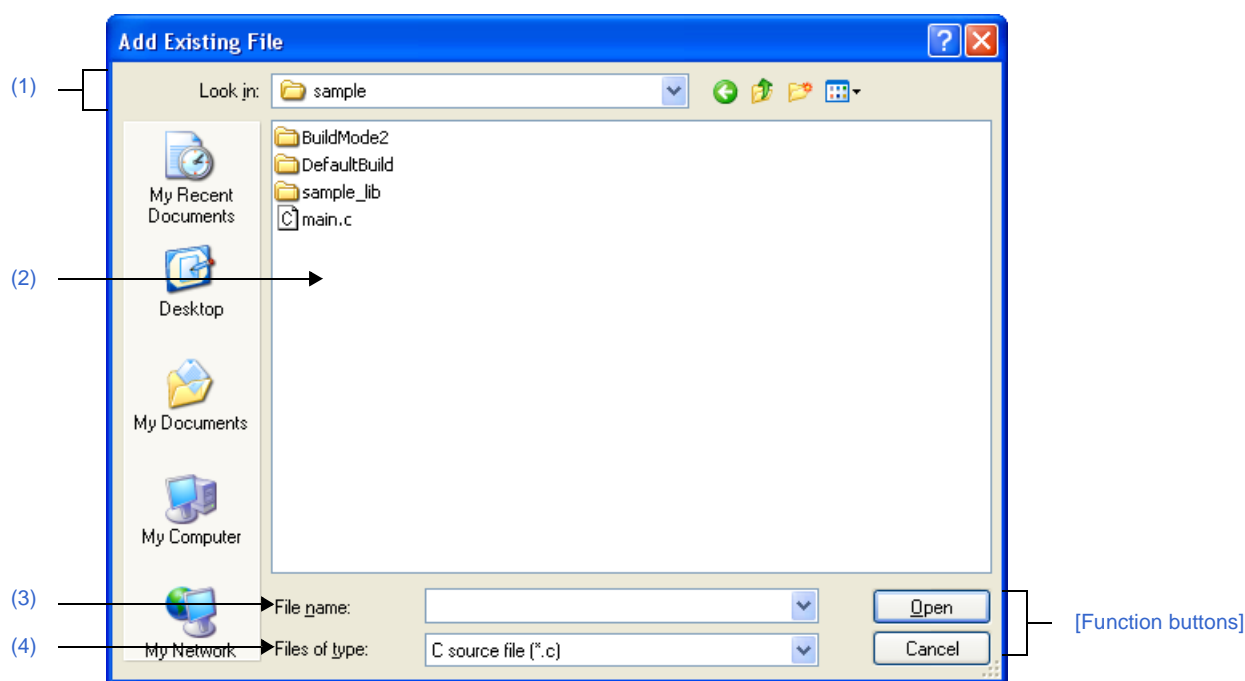 Add Existing File
(1)
Look in:
sample
BuildMode2
DefaultBuild
sample_lib
main.c
My Recent
Documents
(2)
Desktop
My Documents
My Computer
(3)
File name:
Open
[Function buttons]
(4)
My Network
Files of type:
C source file (*.c)
Cancel